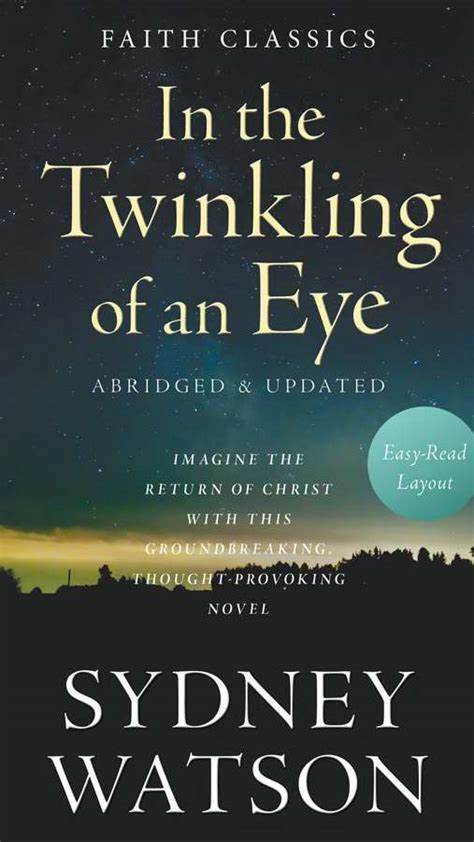 FAITH CLASSICS
In the
Twinkling
of an Eye
ABRIDGED & UPDATED
Easy-Read
Layout
IMAGINE THE
RETURN OF CHRIST
WITH THIS
GROUNDBREAKING,
THOUGHT-PROVOKING
NOVEL
SYDNEY
WATSON